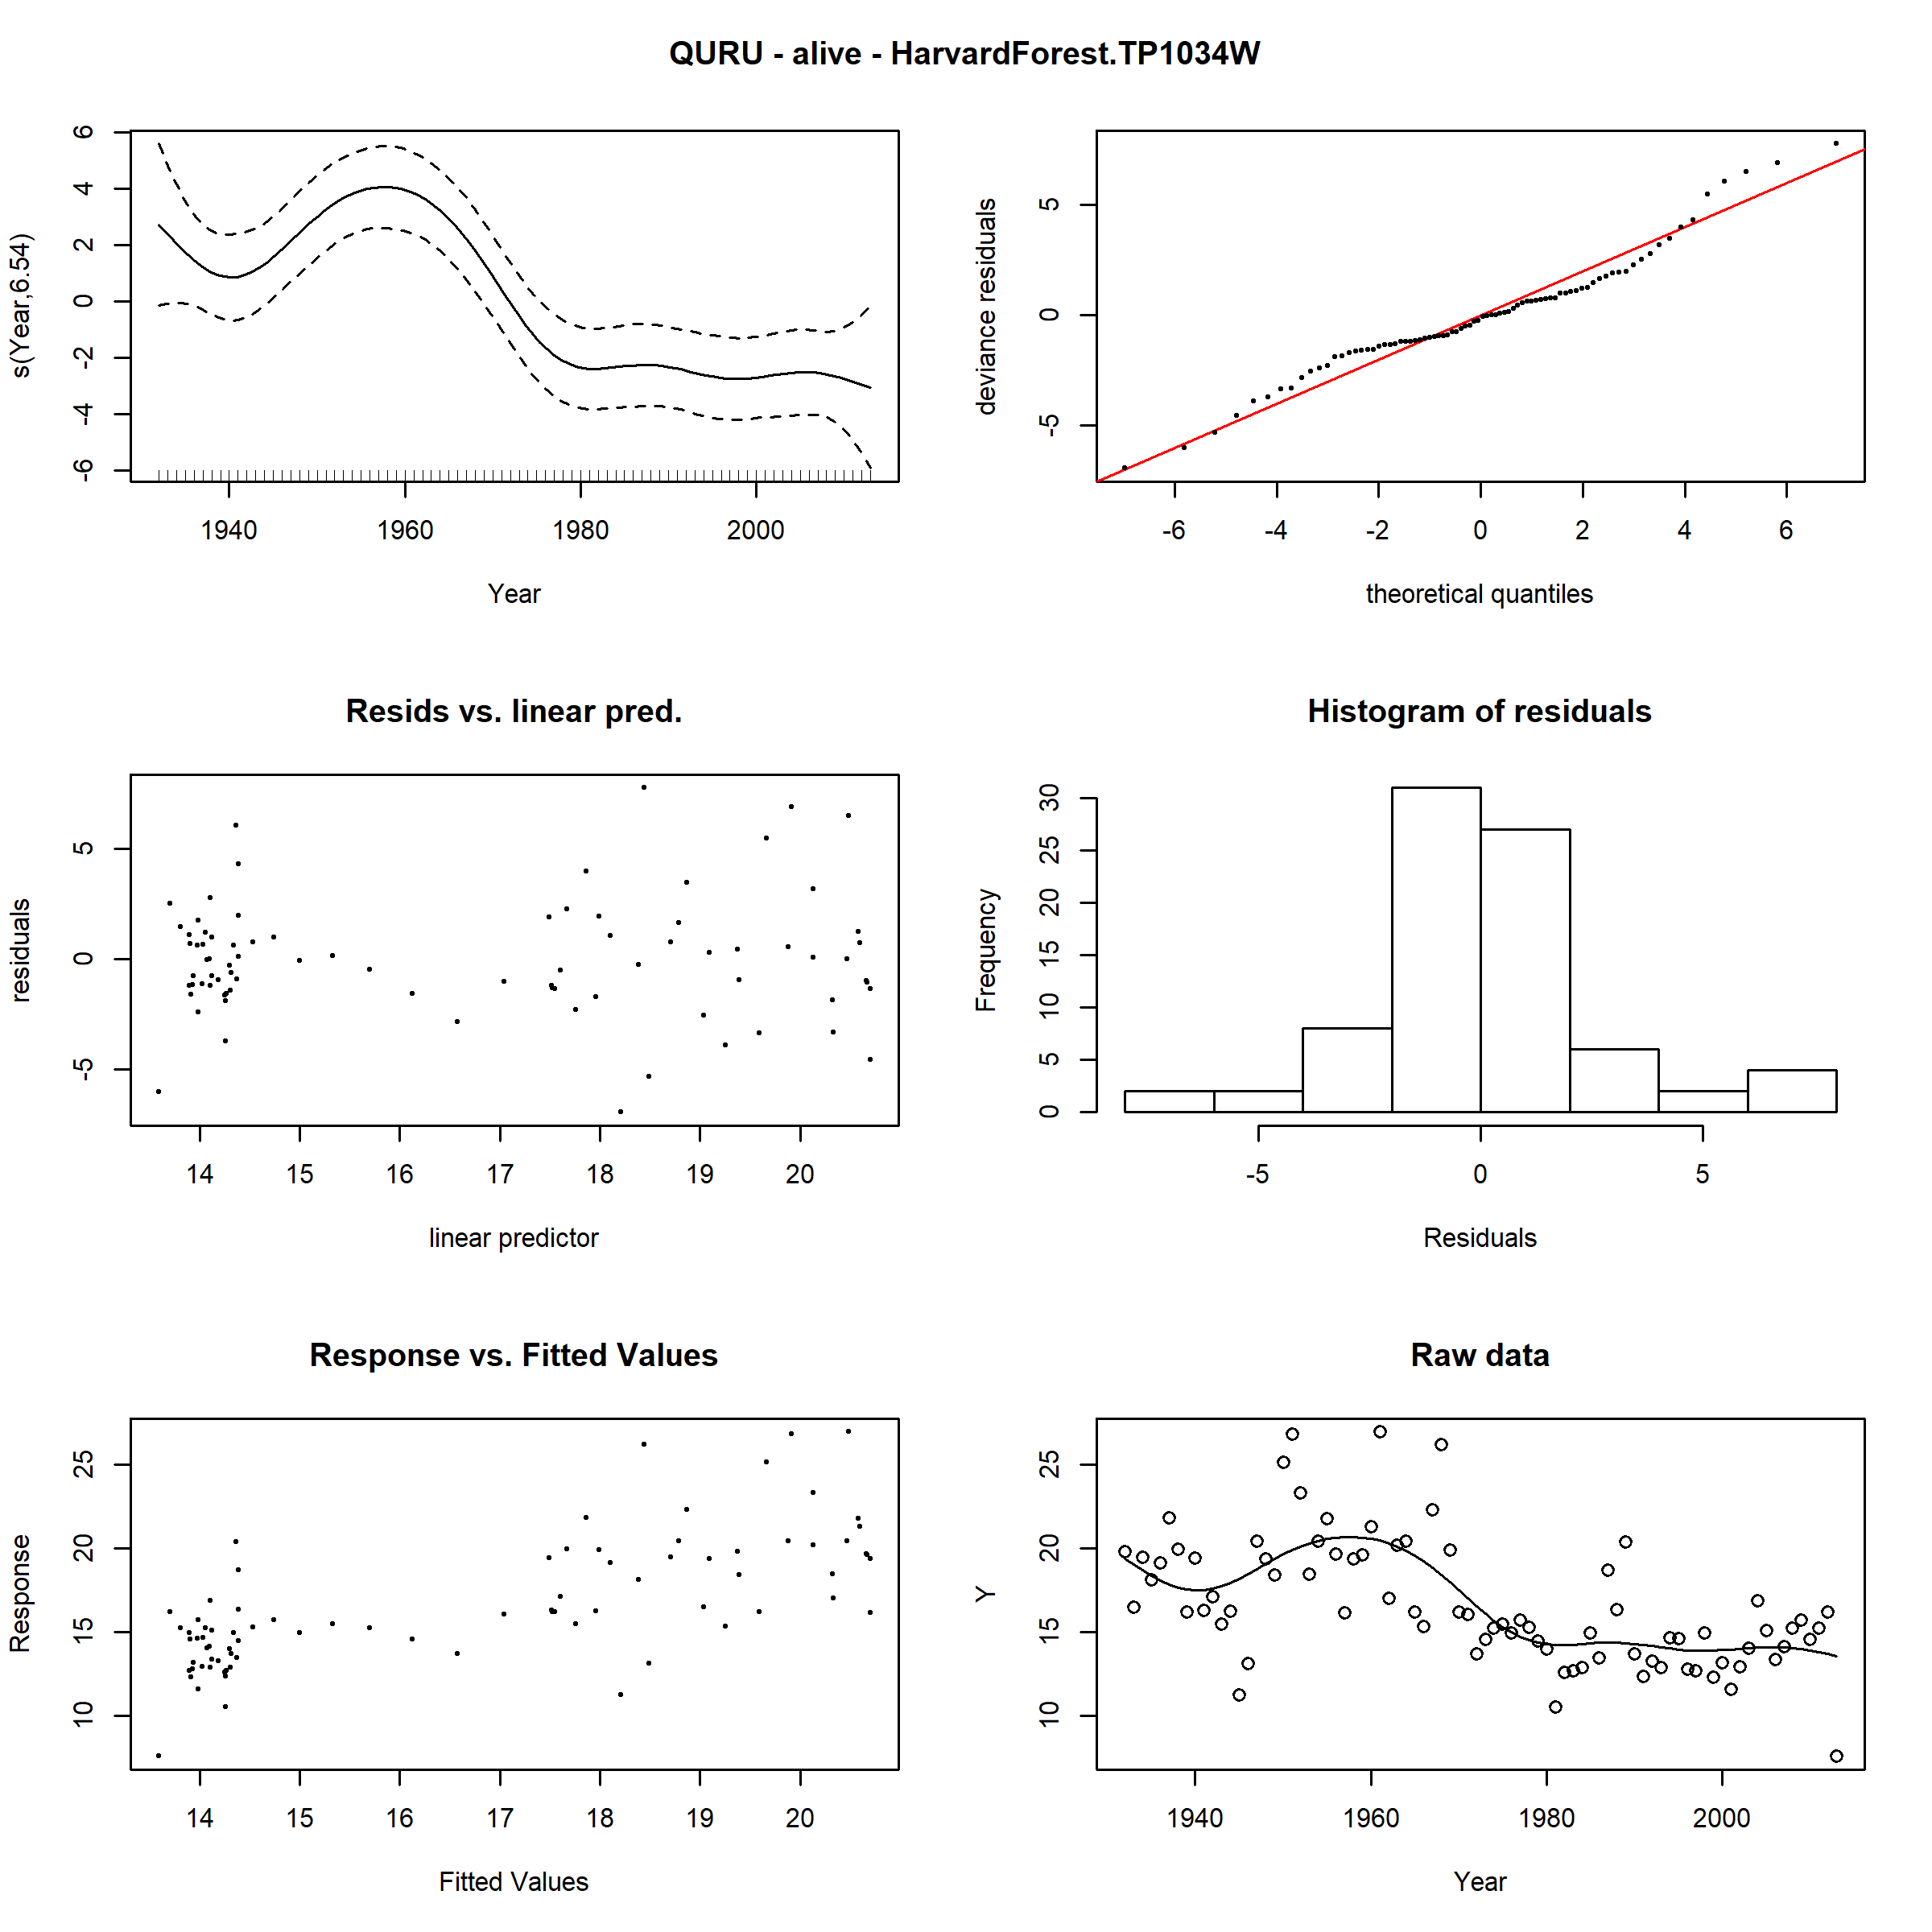 QURU - alive - HarvardForest.TP1034W
s(Year,6.54)
6
4
2
0
-2
-4
-6
1940 1960 1980 2000
Year
deviance residuals
5
0
-5
-6 -4 -2 0 2 4 6
theoretical quantiles
Resids vs. linear pred.
residuals
5
0
-5
14 15 16 17 18 19 20
linear predictor
Histogram of residuals
Frequency
30
25
20
15
10
5
0
-5 0 5
Residuals
Response vs. Fitted Values
Response
25
20
15
10
14 15 16 17 18 19 20
Fitted Values
Raw data
Y
25
20
15
10
1940 1960 1980 2000
Year